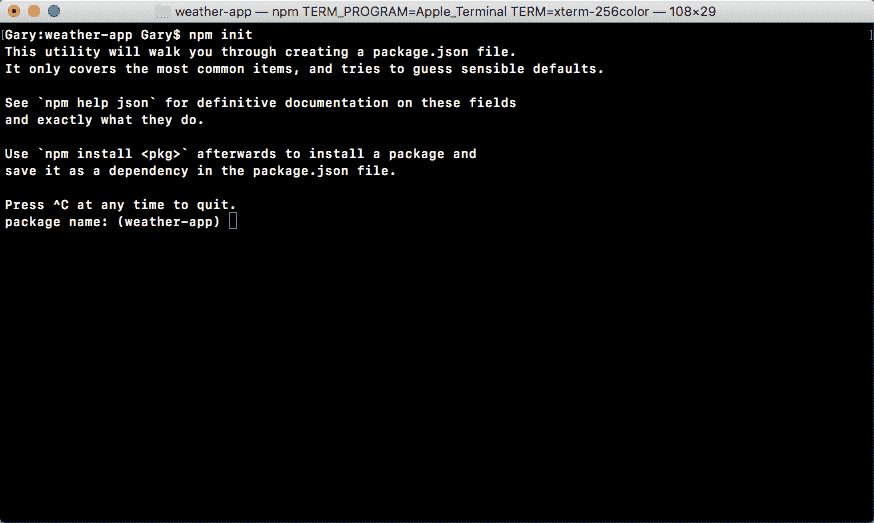 weather-app — npm TERM_PROGRAM=Apple_Terminal TERM=xterm-256color — 108×29
[Gary:weather-app Gary$ npm init ]
This utility will walk you through creating a package.json file.
It only covers the most common items, and tries to guess sensible defaults.
See `npm help json` for definitive documentation on these fields
and exactly what they do.
Use `npm install <pkg>` afterwards to install a package and
save it as a dependency in the package.json file.
Press ^C at any time to quit.
package name: (weather-app)